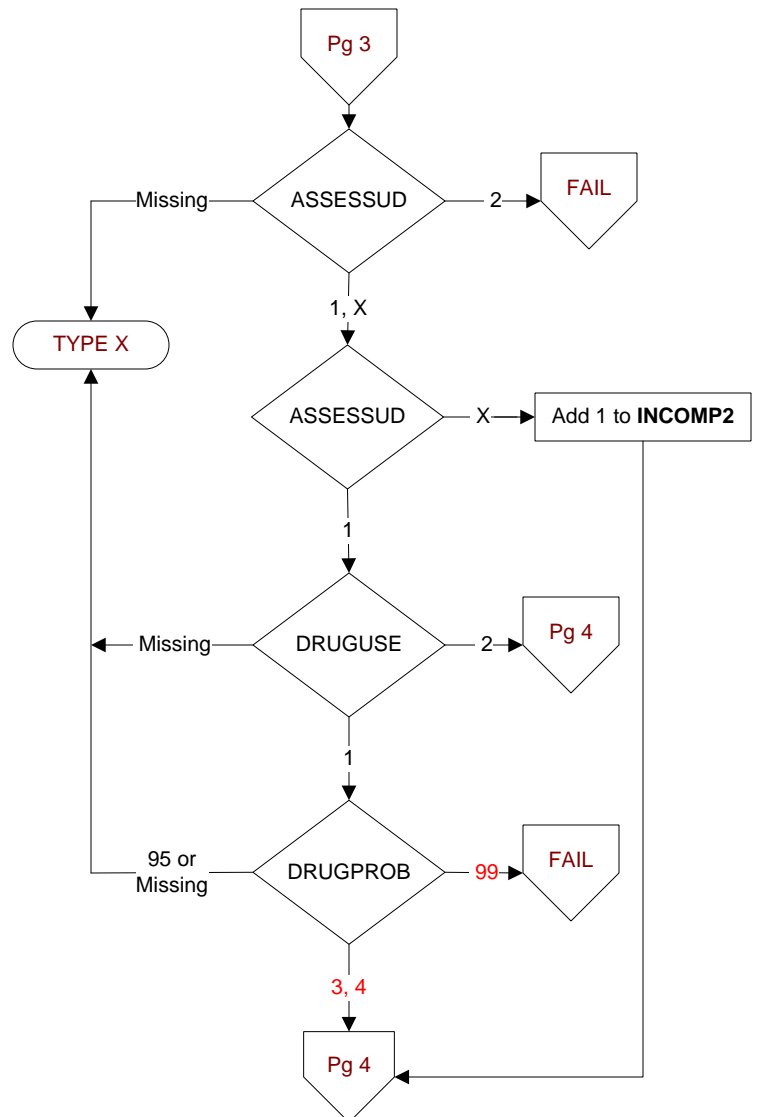 Pg 3
Missing
ASSESSUD
2
FAIL
1, X
TYPE X
ASSESSUD
X
Add 1 to INCOMP2
1
Missing
DRUGUSE
2
Pg 4
1
95 or
Missing
DRUGPROB
99
FAIL
3, 4
Pg 4